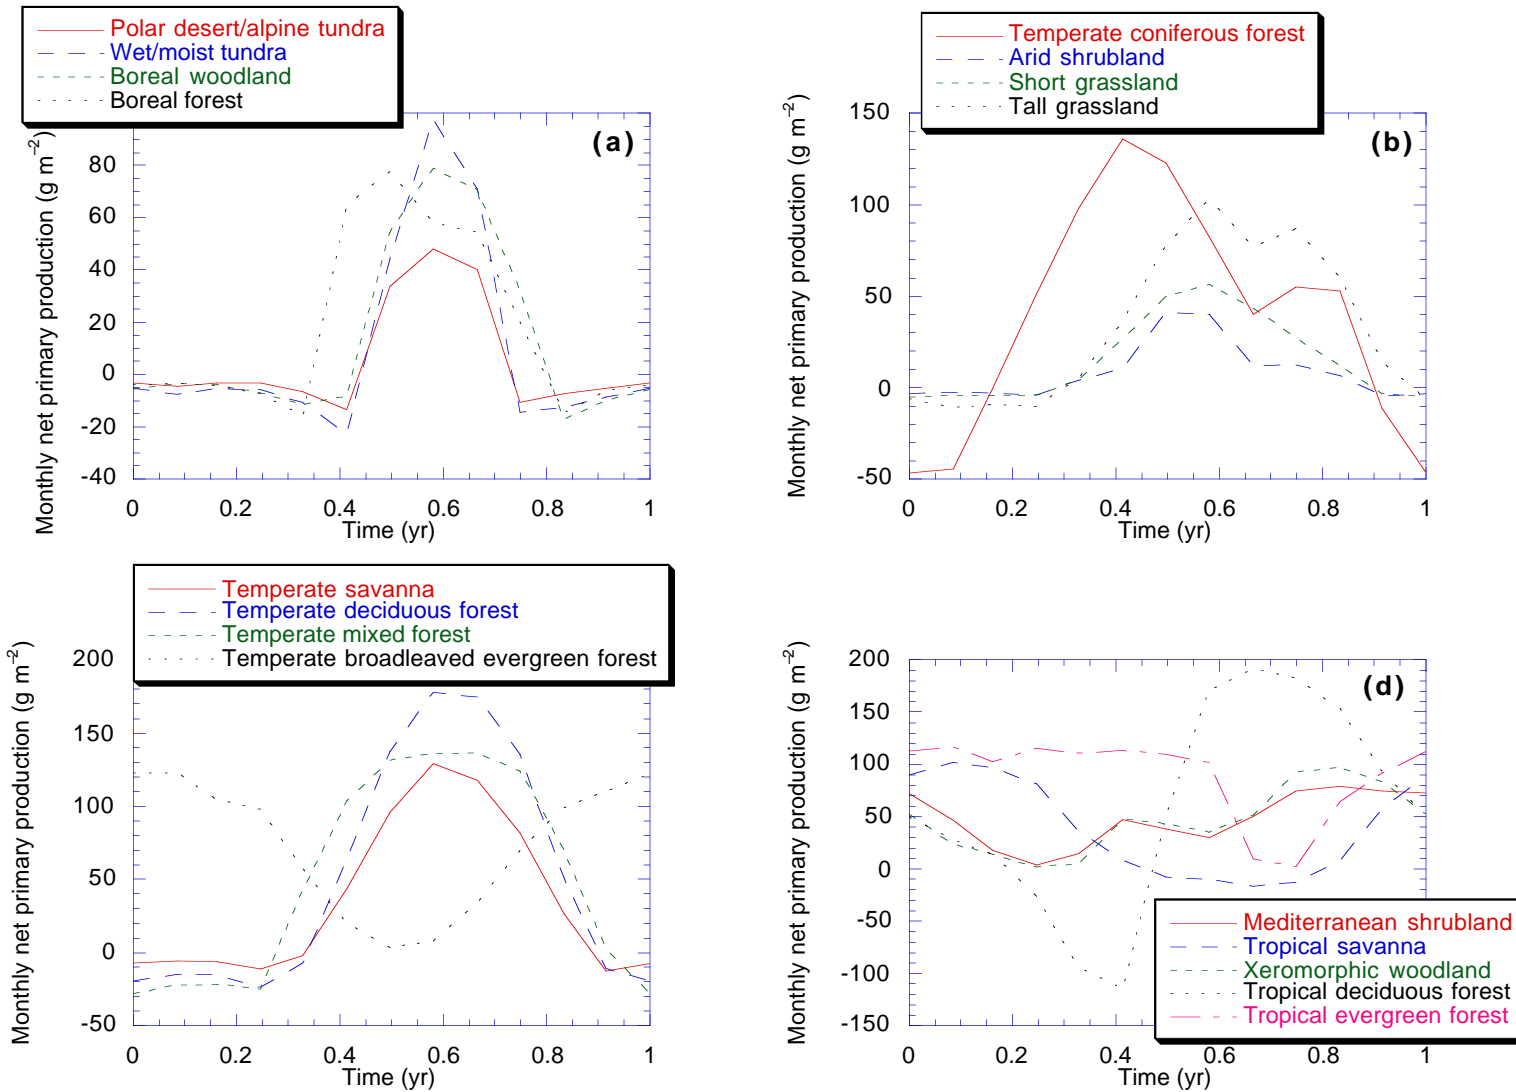 Polar desert/alpine tundra
Wet/moist tundra
Boreal woodland
Boreal forest
(a)
Monthly net primary production (g m−2)
80
60
40
20
0
-20
-40
0 0.2 0.4 0.6 0.8 1
Time (yr)
Temperate coniferous forest
Arid shrubland
Short grassland
Tall grassland
(b)
Monthly net primary production (g m−2)
150
100
50
0
-50
0 0.2 0.4 0.6 0.8 1
Time (yr)
Temperate savanna
Temperate deciduous forest
Temperate mixed forest
Temperate broadleaved evergreen forest
Monthly net primary production (g m−2)
200
150
100
50
0
-50
0 0.2 0.4 0.6 0.8 1
Time (yr)
(d)
Monthly net primary production (g m−2)
200
150
100
50
0
-50
-100
-150
Mediterranean shrubland
Tropical savanna
Xeromorphic woodland
Tropical deciduous forest
Tropical evergreen forest
0 0.2 0.4 0.6 0.8 1
Time (yr)